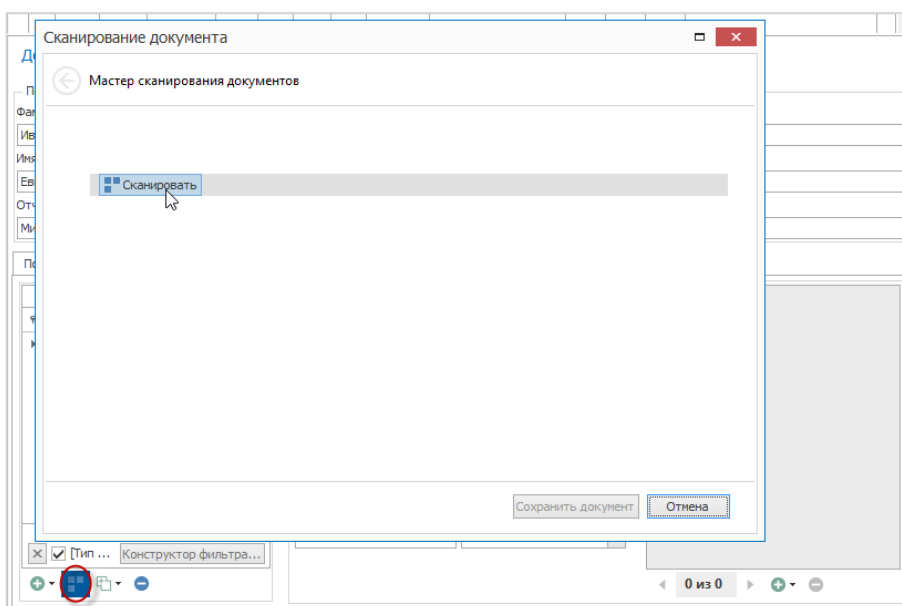 Сканирование документа
Мастер сканирования документов
Сканировать
Сохранить документ
Отмена
[Тип ...
Конструктор фильтра...
0 из 0